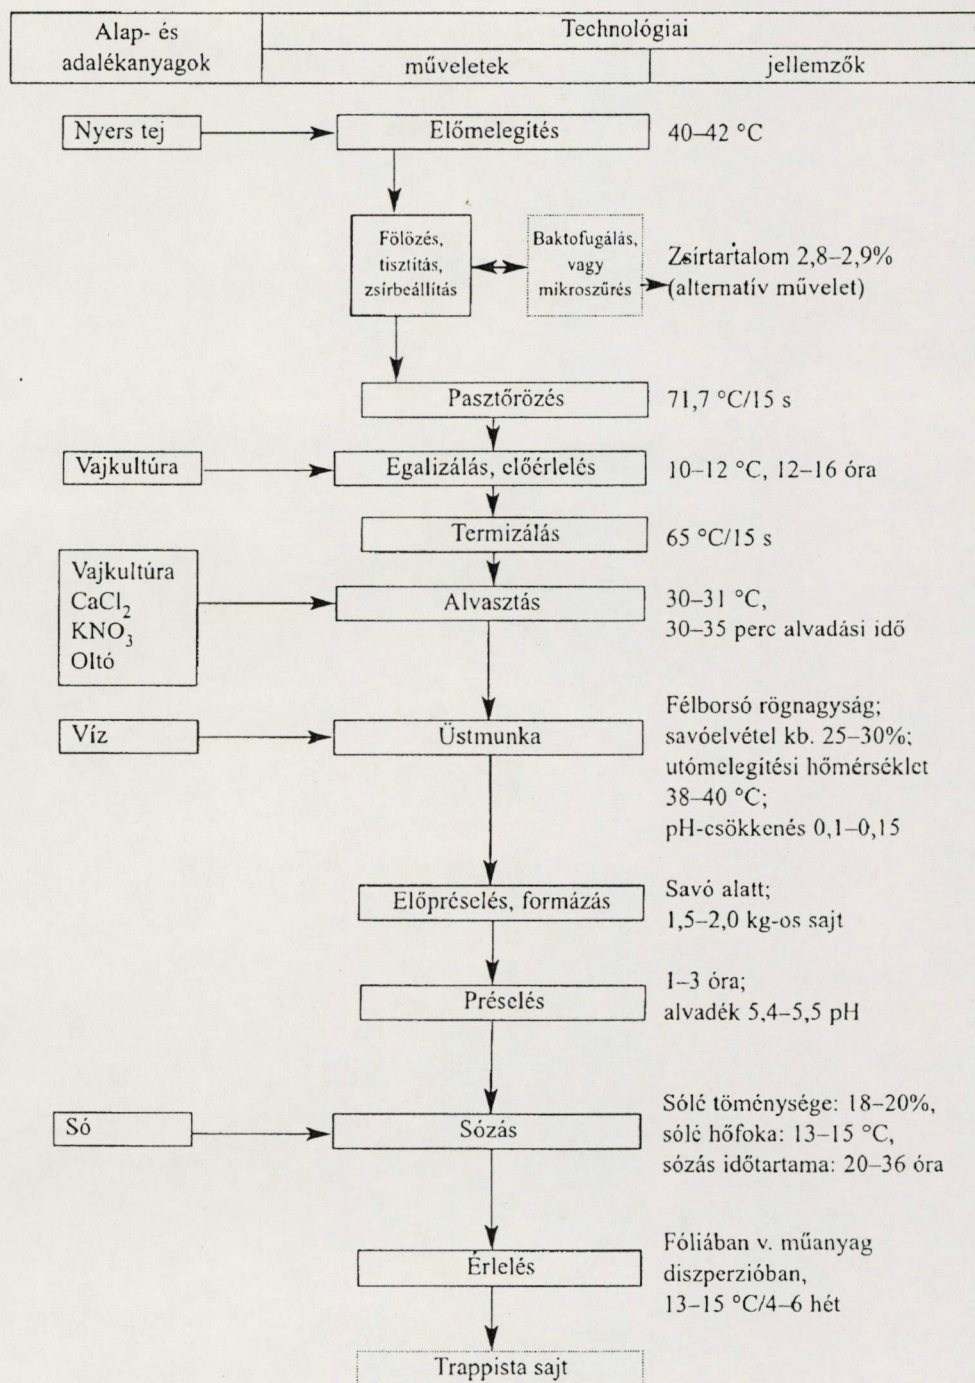 Alap- és
adalékanyagok
Technológiai
műveletek
jellemzők
Nyers tej
Előmelegítés
40–42 °C
Fölözés,
tisztítás,
zsírbeállítás
Baktofugálás,
vagy
mikroszűrés
Zsírtartalom 2,8–2,9%
(alternatív művelet)
Pasztőrözés
71,7 °C/15 s
Vajkultúra
Egalizálás, előérlelés
10–12 °C, 12–16 óra
Termizálás
65 °C/15 s
Vajkultúra
CaCl₂
KNO₃
Oltó
Alvasztás
30–31 °C,
30–35 perc alvadási idő
Víz
Üstmunka
Félborsó rögnagyság;
savóelvétel kb. 25–30%;
utómelegítési hőmérséklet
38–40 °C;
pH-csökkenés 0,1–0,15
Előpréselés, formázás
Savó alatt;
1,5–2,0 kg-os sajt
Préselés
1–3 óra;
alvadék 5,4–5,5 pH
Só
Sózás
Sólé töménysége: 18–20%,
sólé hőfoka: 13–15 °C,
sózás időtartama: 20–36 óra
Érlelés
Fóliában v. műanyag
diszperzióban,
13–15 °C/4–6 hét
Trappista sajt